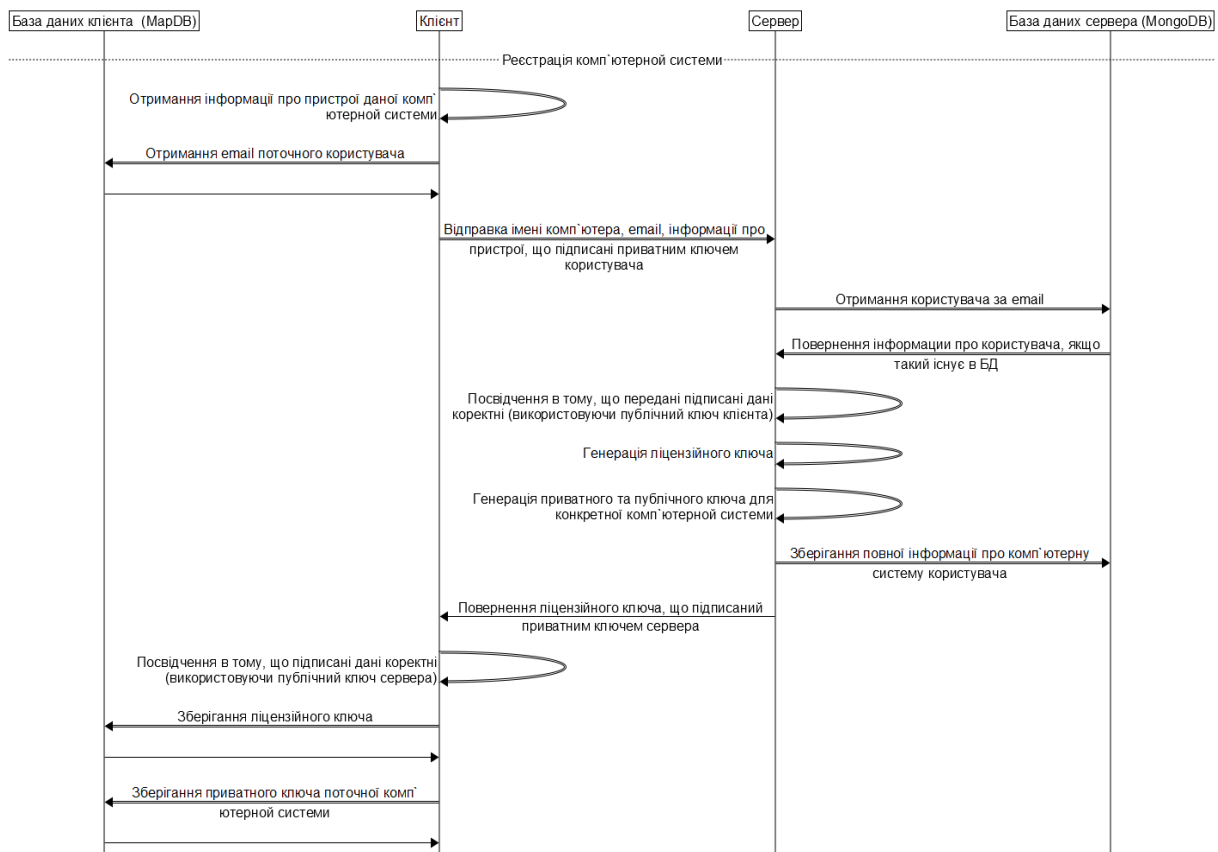 База даних клієнта  (MapDB)
Клієнт
Сервер
База даних сервера (MongoDB)
Реєстрація комп`ютерной системи
Отримання інформації про пристрої даної комп`
ютерной системи
Отримання email поточного користувача
Відправка імені комп`ютера, email, інформації про
пристрої, що підписані приватним ключем
користувача
Отримання користувача за email
Повернення інформации про користувача, якщо
такий існує в БД
Посвідчення в тому, що передані підписані дані
коректні (використовуючи публічний ключ клієнта)
Генерація ліцензійного ключа
Генерація приватного та публічного ключа для
конкретної комп`ютерной системи
Зберігання повної інформації про комп`ютерну
систему користувача
Повернення ліцензійного ключа, що підписаний
приватним ключем сервера
Посвідчення в тому, що підписані дані коректні
(використовуючи публічний ключ сервера)
Зберігання ліцензійного ключа
Зберігання приватного ключа поточної комп`
ютерной системи